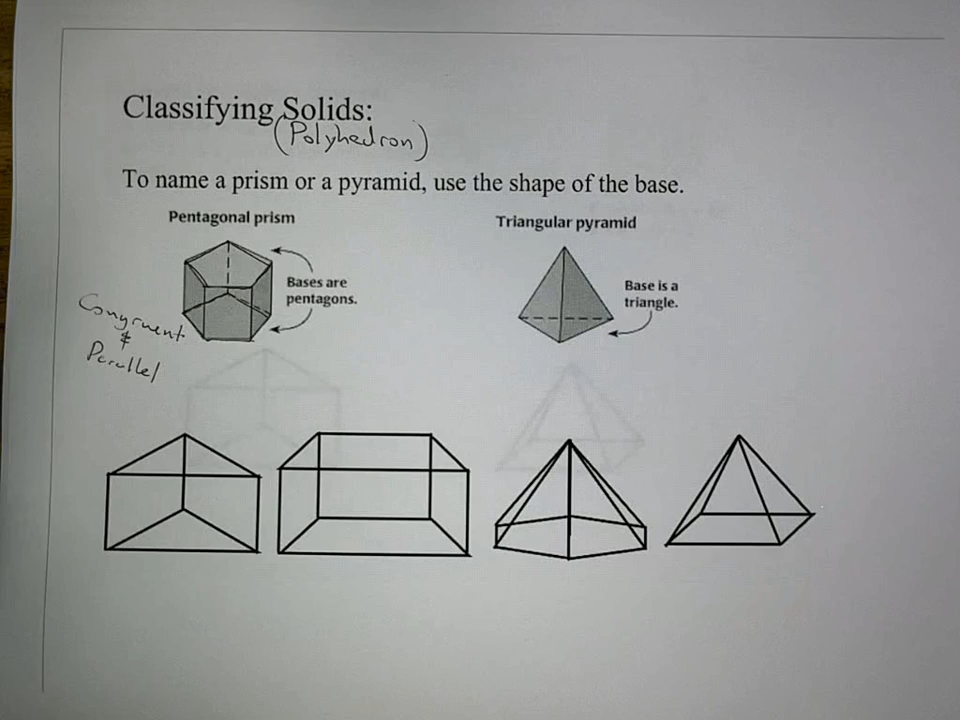 Classifying Solids:
(Polyhedron)
To name a prism or a pyramid, use the shape of the base.
Pentagonal prism
Bases are
pentagons.
Congruent
&
Parallel
Triangular pyramid
Base is a
triangle.